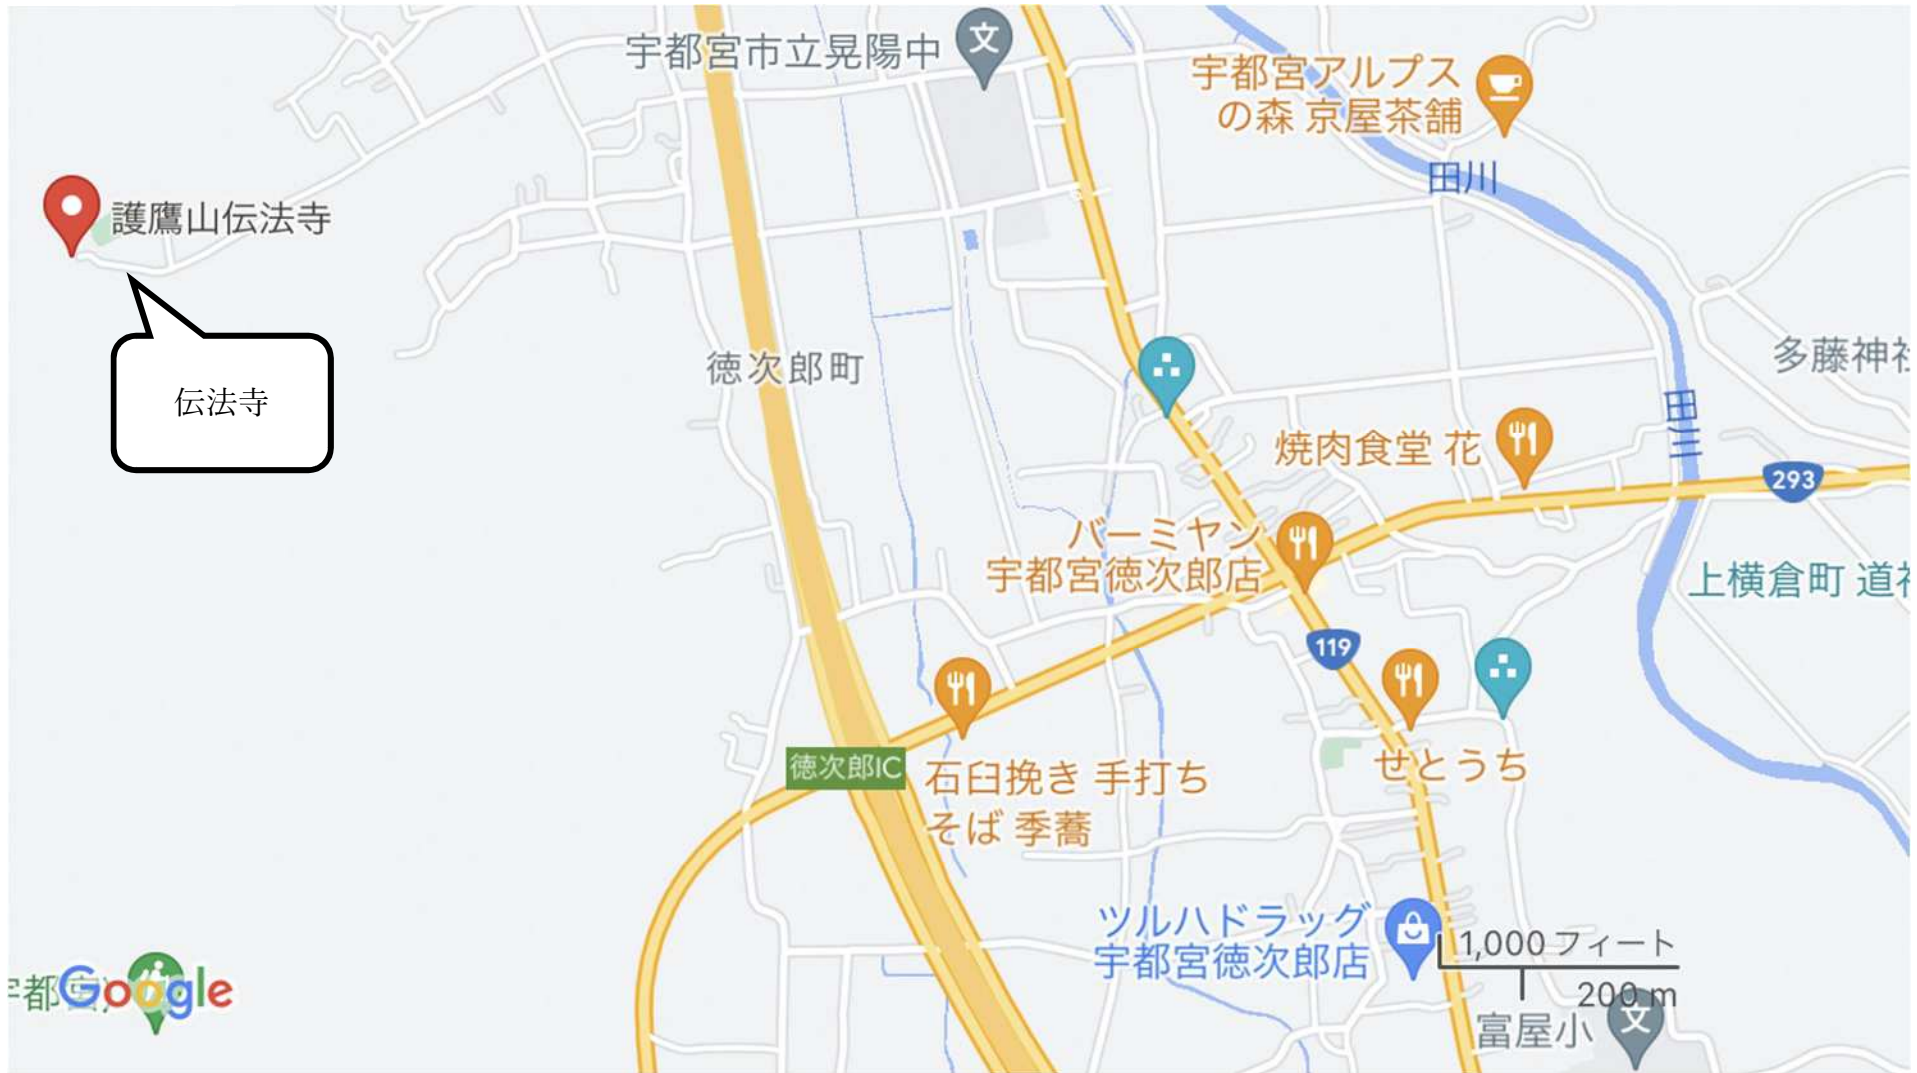 宇都宮市立晃陽中
宇都宮アルプス
の森 京屋茶舗
田川
護鷹山伝法寺
伝法寺
徳次郎町
多藤神社
田川
焼肉食堂 花
293
バーミヤン
宇都宮徳次郎店
上横倉町 道
119
せとうち
徳次郎IC
石臼挽き 手打ち
そば 季蕎
ツルハドラッグ
宇都宮徳次郎店
1,000 フィート
200 m
富屋小
Google